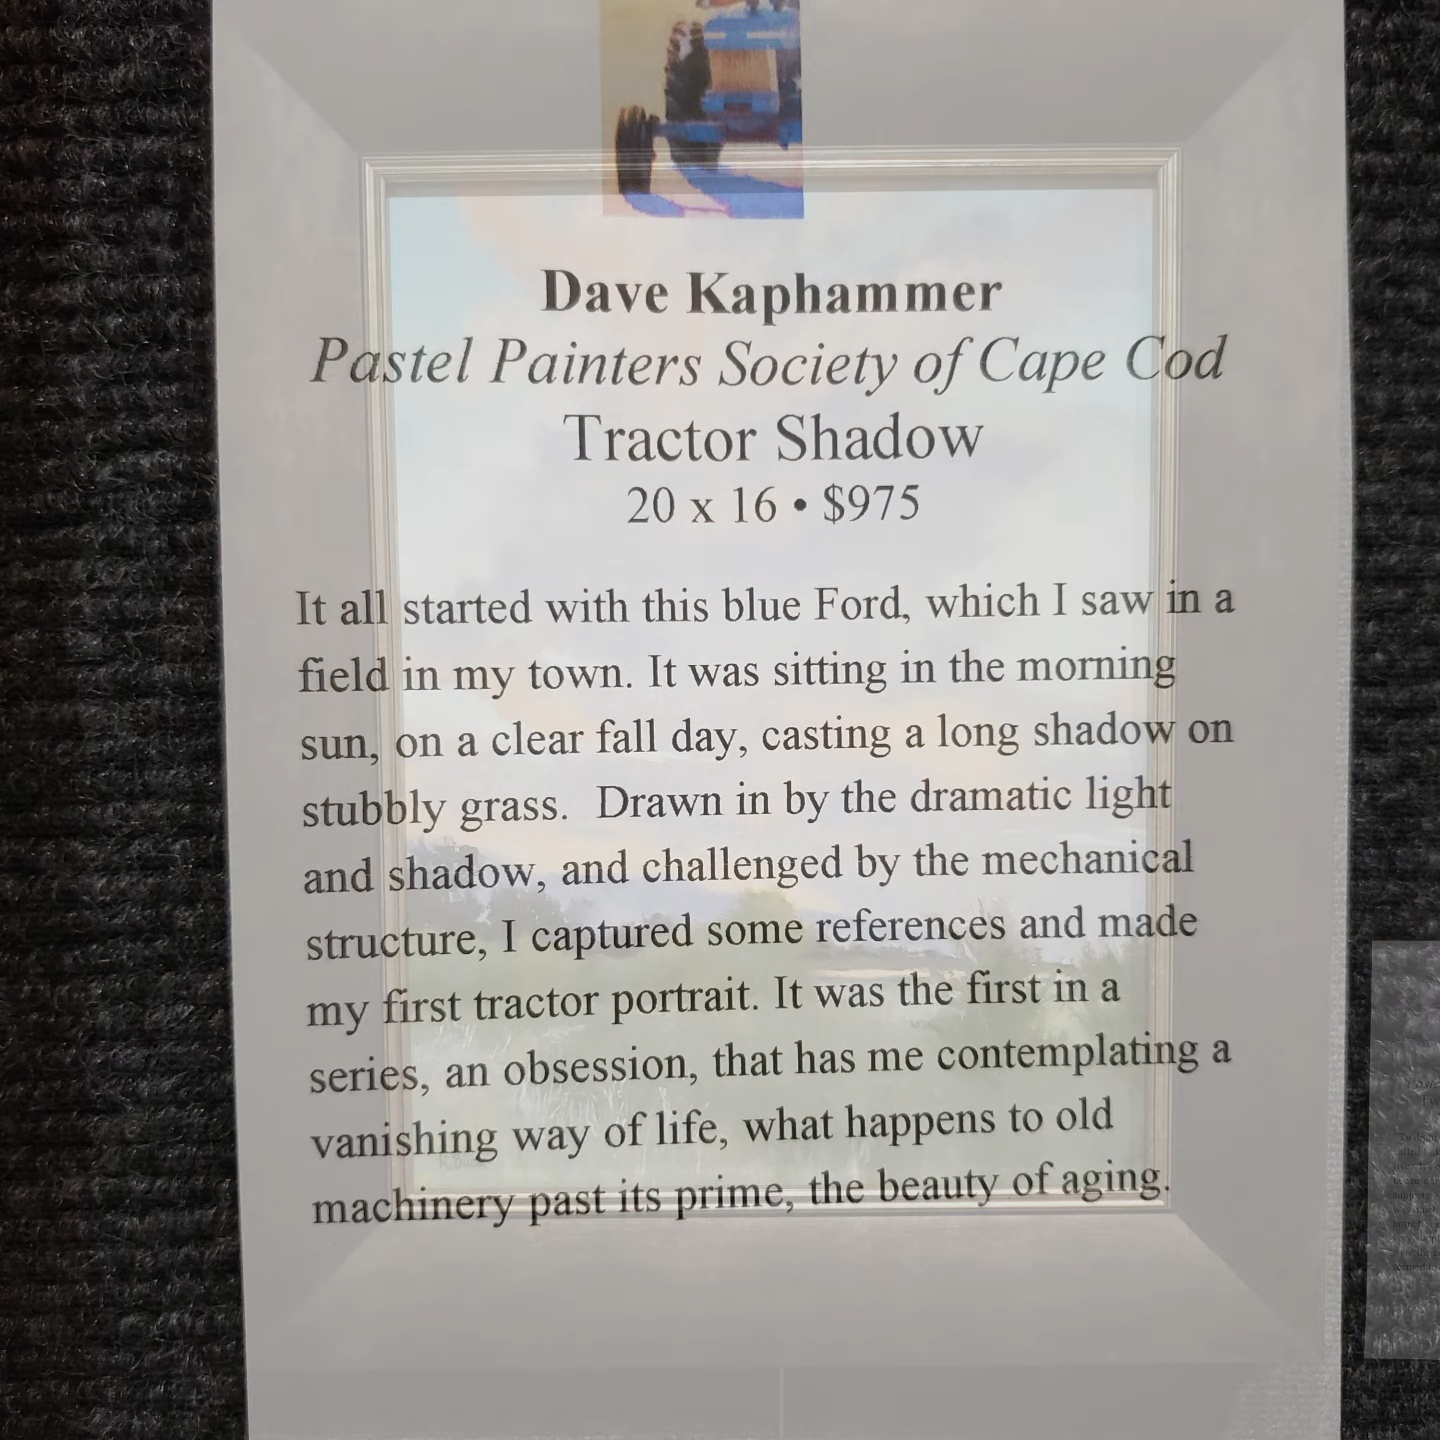 Dave Kaphammer
Pastel Painters Society of Cape Cod
Tractor Shadow
20 x 16 • $975
It all started with this blue Ford, which I saw in a
field in my town. It was sitting in the morning
sun, on a clear fall day, casting a long shadow on
stubbly grass.  Drawn in by the dramatic light
and shadow, and challenged by the mechanical
structure, I captured some references and made
my first tractor portrait. It was the first in a
series, an obsession, that has me contemplating a
vanishing way of life, what happens to old
machinery past its prime, the beauty of aging.